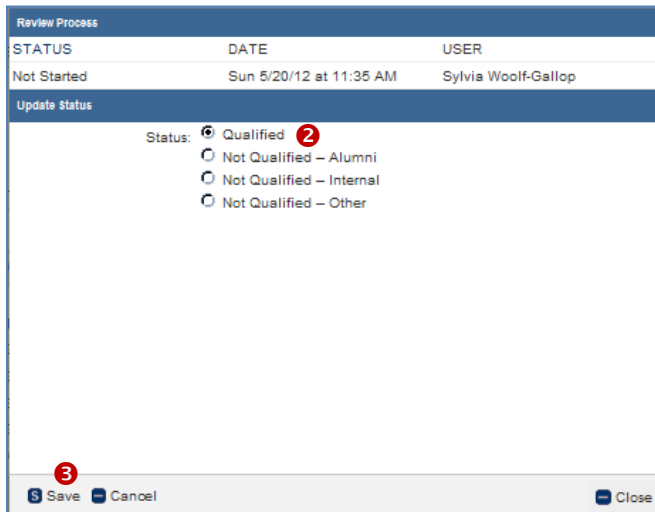 Review Process
STATUS DATE USER
Not Started Sun 5/20/12 at 11:35 AM Sylvia Woolf-Gallop
Update Status
Status: Qualified 2
Not Qualified – Alumni
Not Qualified – Internal
Not Qualified – Other
3
S Save Cancel Close